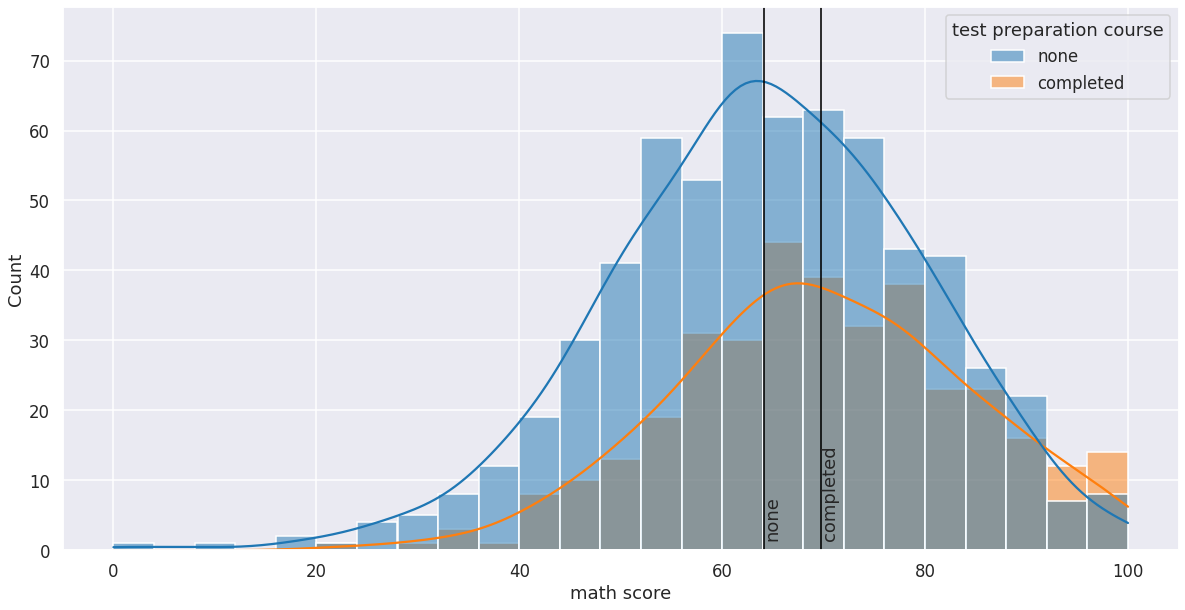 test preparation course
none
completed
70
60
50
40
30
20
10
0
Count
none
completed
0 20 40 60 80 100
math score